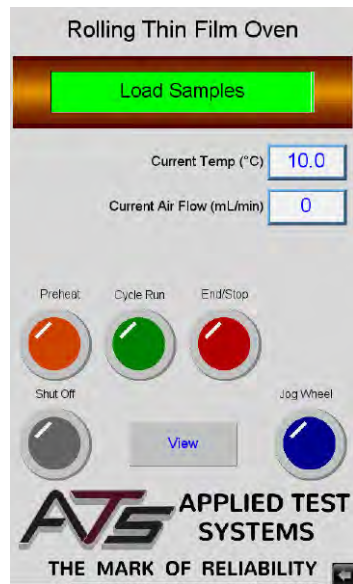 Rolling Thin Film Oven
Load Samples
Current Temp (°C) 10.0
Current Air Flow (mL/min) 0
Preheat Cycle Run End/Stop
Shut Off Jog Wheel
View
ATS APPLIED TEST
SYSTEMS
THE MARK OF RELIABILITY